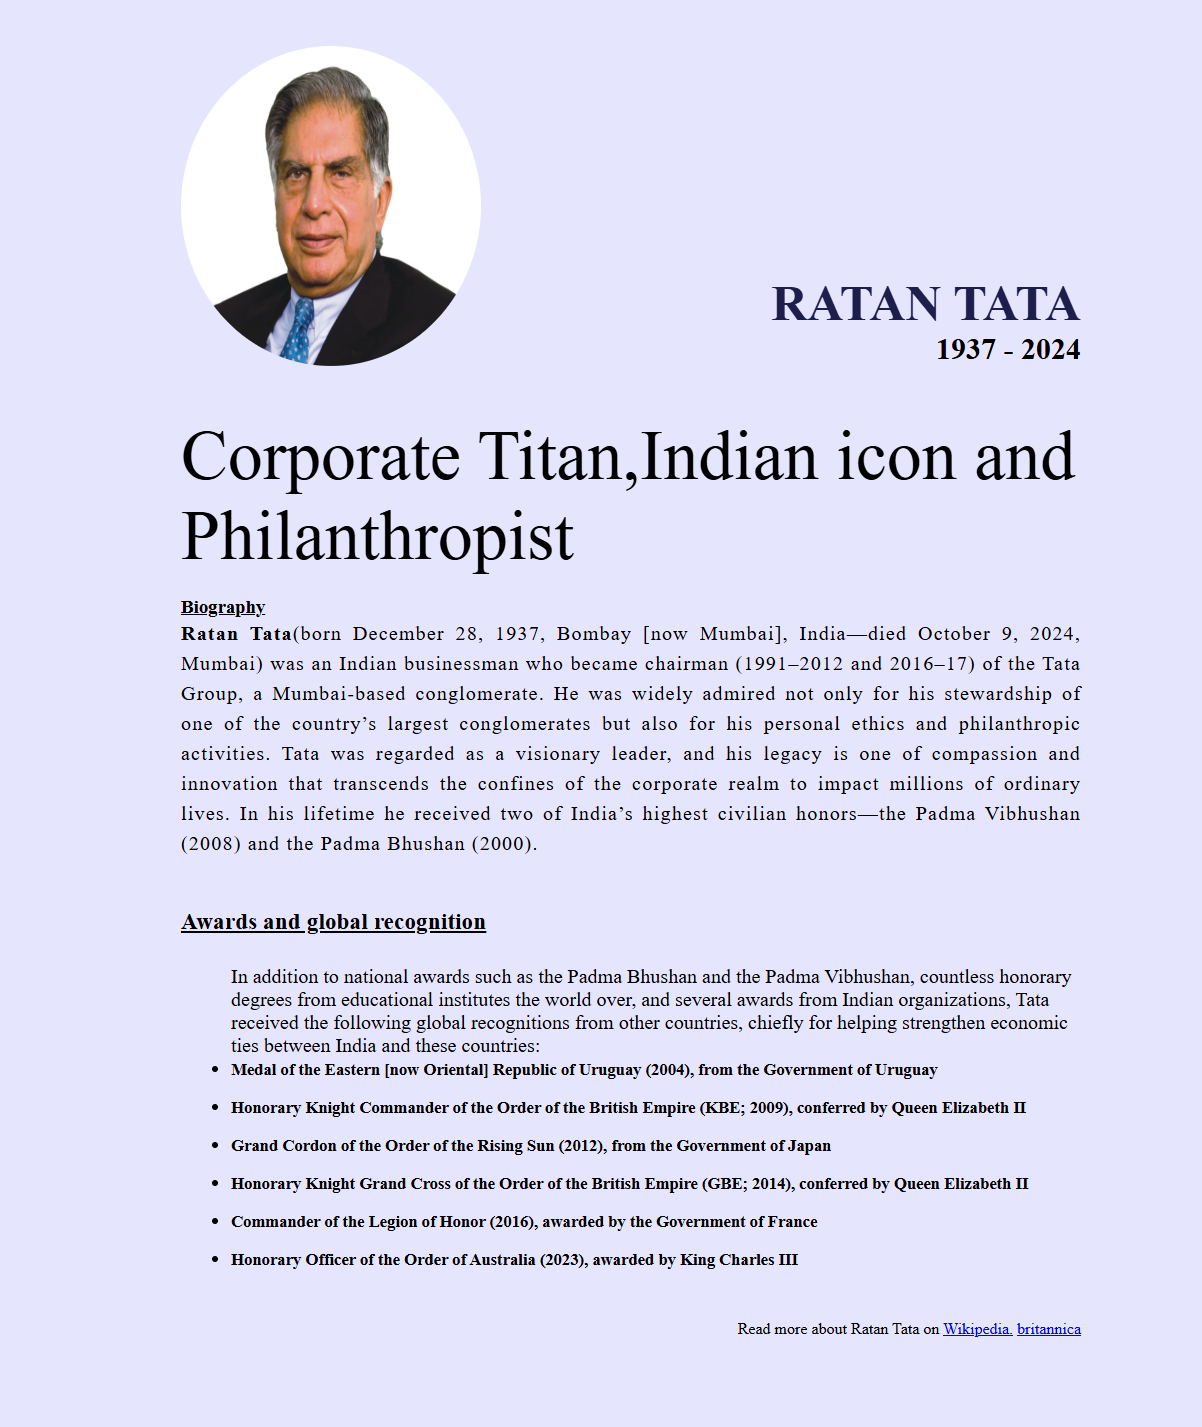 RATAN TATA
1937 - 2024
Corporate Titan,Indian icon and
Philanthropist
Biography
Ratan Tata(born December 28, 1937, Bombay [now Mumbai], India—died October 9, 2024,
Mumbai) was an Indian businessman who became chairman (1991–2012 and 2016–17) of the Tata
Group, a Mumbai-based conglomerate. He was widely admired not only for his stewardship of
one of the country’s largest conglomerates but also for his personal ethics and philanthropic
activities. Tata was regarded as a visionary leader, and his legacy is one of compassion and
innovation that transcends the confines of the corporate realm to impact millions of ordinary
lives. In his lifetime he received two of India’s highest civilian honors—the Padma Vibhushan
(2008) and the Padma Bhushan (2000).
Awards and global recognition
In addition to national awards such as the Padma Bhushan and the Padma Vibhushan, countless honorary
degrees from educational institutes the world over, and several awards from Indian organizations, Tata
received the following global recognitions from other countries, chiefly for helping strengthen economic
ties between India and these countries:
• Medal of the Eastern [now Oriental] Republic of Uruguay (2004), from the Government of Uruguay
• Honorary Knight Commander of the Order of the British Empire (KBE; 2009), conferred by Queen Elizabeth II
• Grand Cordon of the Order of the Rising Sun (2012), from the Government of Japan
• Honorary Knight Grand Cross of the Order of the British Empire (GBE; 2014), conferred by Queen Elizabeth II
• Commander of the Legion of Honor (2016), awarded by the Government of France
• Honorary Officer of the Order of Australia (2023), awarded by King Charles III
Read more about Ratan Tata on Wikipedia. britannica